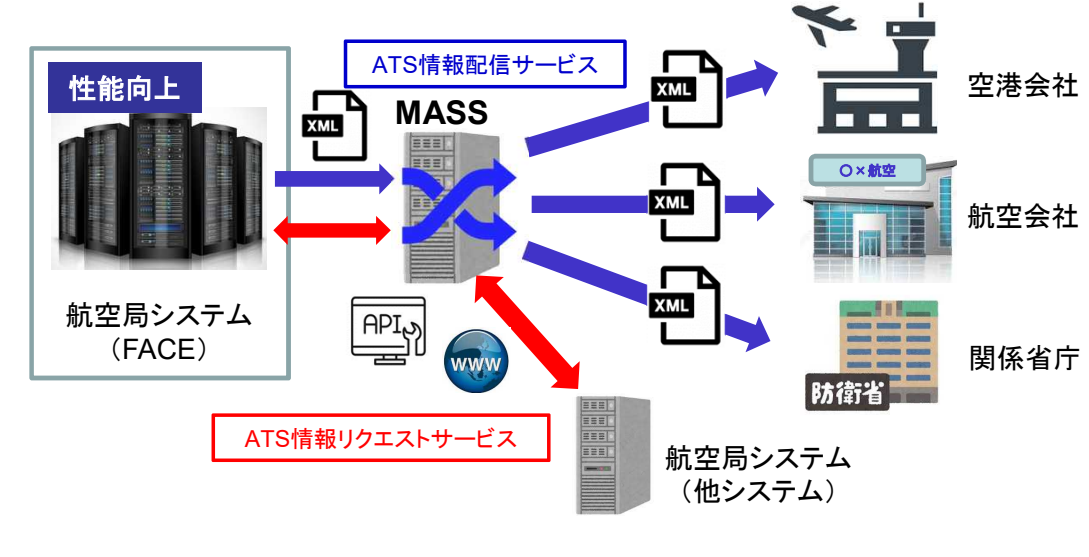 性能向上
ATS情報配信サービス
XML
MASS
XML
空港会社
〇×航空
XML
航空会社
航空局システム
（FACE）
API
WWW
XML
関係省庁
防衛省
ATS情報リクエストサービス
航空局システム
（他システム）